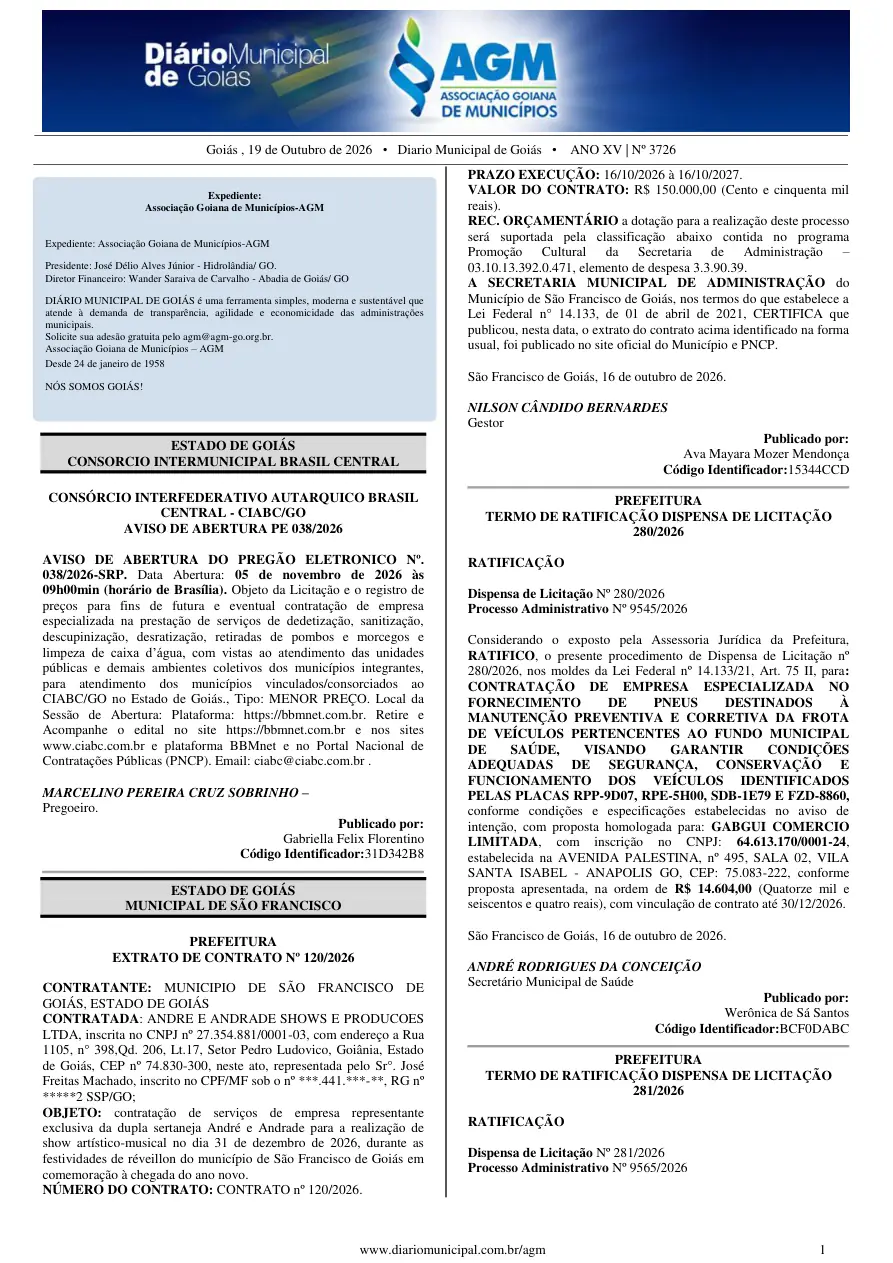 Diário Municipal
de Goiás
AGM
ASSOCIAÇÃO GOIANA
DE MUNICÍPIOS
Goiás , 19 de Outubro de 2026 • Diario Municipal de Goiás • ANO XV | Nº 3726
Expediente:
Associação Goiana de Municípios-AGM
Expediente: Associação Goiana de Municípios-AGM
Presidente: José Délio Alves Júnior - Hidrolândia/ GO.
Diretor Financeiro: Wander Saraiva de Carvalho - Abadia de Goiás/ GO
DIÁRIO MUNICIPAL DE GOIÁS é uma ferramenta simples, moderna e sustentável que
atende à demanda de transparência, agilidade e economicidade das administrações
municipais.
Solicite sua adesão gratuita pelo agm@agm-go.org.br.
Associação Goiana de Municípios – AGM
Desde 24 de janeiro de 1958
NÓS SOMOS GOIÁS!
ESTADO DE GOIÁS
CONSORCIO INTERMUNICIPAL BRASIL CENTRAL
CONSÓRCIO INTERFEDERATIVO AUTARQUICO BRASIL
CENTRAL - CIABC/GO
AVISO DE ABERTURA PE 038/2026
AVISO DE ABERTURA DO PREGÃO ELETRONICO Nº.
038/2026-SRP. Data Abertura: 05 de novembro de 2026 às
09h00min (horário de Brasília). Objeto da Licitação e o registro de
preços para fins de futura e eventual contratação de empresa
especializada na prestação de serviços de dedetização, sanitização,
descupinização, desratização, retiradas de pombos e morcegos e
limpeza de caixa d’água, com vistas ao atendimento das unidades
públicas e demais ambientes coletivos dos municípios integrantes,
para atendimento dos municípios vinculados/consorciados ao
CIABC/GO no Estado de Goiás., Tipo: MENOR PREÇO. Local da
Sessão de Abertura: Plataforma: https://bbmnet.com.br. Retire e
Acompanhe o edital no site https://bbmnet.com.br e nos sites
www.ciabc.com.br e plataforma BBMnet e no Portal Nacional de
Contratações Públicas (PNCP). Email: ciabc@ciabc.com.br .
MARCELINO PEREIRA CRUZ SOBRINHO –
Pregoeiro.
Publicado por:
Gabriella Felix Florentino
Código Identificador:31D342B8
ESTADO DE GOIÁS
MUNICIPAL DE SÃO FRANCISCO
PREFEITURA
EXTRATO DE CONTRATO Nº 120/2026
CONTRATANTE: MUNICIPIO DE SÃO FRANCISCO DE
GOIÁS, ESTADO DE GOIÁS
CONTRATADA: ANDRE E ANDRADE SHOWS E PRODUCOES
LTDA, inscrita no CNPJ nº 27.354.881/0001-03, com endereço a Rua
1105, n° 398,Qd. 206, Lt.17, Setor Pedro Ludovico, Goiânia, Estado
de Goiás, CEP nº 74.830-300, neste ato, representada pelo Sr°. José
Freitas Machado, inscrito no CPF/MF sob o nº ***.441.***-**, RG nº
*****2 SSP/GO;
OBJETO: contratação de serviços de empresa representante
exclusiva da dupla sertaneja André e Andrade para a realização de
show artístico-musical no dia 31 de dezembro de 2026, durante as
festividades de réveillon do município de São Francisco de Goiás em
comemoração à chegada do ano novo.
NÚMERO DO CONTRATO: CONTRATO nº 120/2026.
PRAZO EXECUÇÃO: 16/10/2026 à 16/10/2027.
VALOR DO CONTRATO: R$ 150.000,00 (Cento e cinquenta mil
reais).
REC. ORÇAMENTÁRIO a dotação para a realização deste processo
será suportada pela classificação abaixo contida no programa
Promoção Cultural da Secretaria de Administração –
03.10.13.392.0.471, elemento de despesa 3.3.90.39.
A SECRETARIA MUNICIPAL DE ADMINISTRAÇÃO do
Município de São Francisco de Goiás, nos termos do que estabelece a
Lei Federal n° 14.133, de 01 de abril de 2021, CERTIFICA que
publicou, nesta data, o extrato do contrato acima identificado na forma
usual, foi publicado no site oficial do Município e PNCP.
São Francisco de Goiás, 16 de outubro de 2026.
NILSON CÂNDIDO BERNARDES
Gestor
Publicado por:
Ava Mayara Mozer Mendonça
Código Identificador:15344CCD
PREFEITURA
TERMO DE RATIFICAÇÃO DISPENSA DE LICITAÇÃO
280/2026
RATIFICAÇÃO
Dispensa de Licitação Nº 280/2026
Processo Administrativo Nº 9545/2026
Considerando o exposto pela Assessoria Jurídica da Prefeitura,
RATIFICO, o presente procedimento de Dispensa de Licitação nº
280/2026, nos moldes da Lei Federal nº 14.133/21, Art. 75 II, para:
CONTRATAÇÃO DE EMPRESA ESPECIALIZADA NO
FORNECIMENTO DE PNEUS DESTINADOS À
MANUTENÇÃO PREVENTIVA E CORRETIVA DA FROTA
DE VEÍCULOS PERTENCENTES AO FUNDO MUNICIPAL
DE SAÚDE, VISANDO GARANTIR CONDIÇÕES
ADEQUADAS DE SEGURANÇA, CONSERVAÇÃO E
FUNCIONAMENTO DOS VEÍCULOS IDENTIFICADOS
PELAS PLACAS RPP-9D07, RPE-5H00, SDB-1E79 E FZD-8860,
conforme condições e especificações estabelecidas no aviso de
intenção, com proposta homologada para: GABGUI COMERCIO
LIMITADA, com inscrição no CNPJ: 64.613.170/0001-24,
estabelecida na AVENIDA PALESTINA, nº 495, SALA 02, VILA
SANTA ISABEL - ANAPOLIS GO, CEP: 75.083-222, conforme
proposta apresentada, na ordem de R$ 14.604,00 (Quatorze mil e
seiscentos e quatro reais), com vinculação de contrato até 30/12/2026.
São Francisco de Goiás, 16 de outubro de 2026.
ANDRÉ RODRIGUES DA CONCEIÇÃO
Secretário Municipal de Saúde
Publicado por:
Werônica de Sá Santos
Código Identificador:BCF0DABC
PREFEITURA
TERMO DE RATIFICAÇÃO DISPENSA DE LICITAÇÃO
281/2026
RATIFICAÇÃO
Dispensa de Licitação Nº 281/2026
Processo Administrativo Nº 9565/2026
www.diariomunicipal.com.br/agm 1